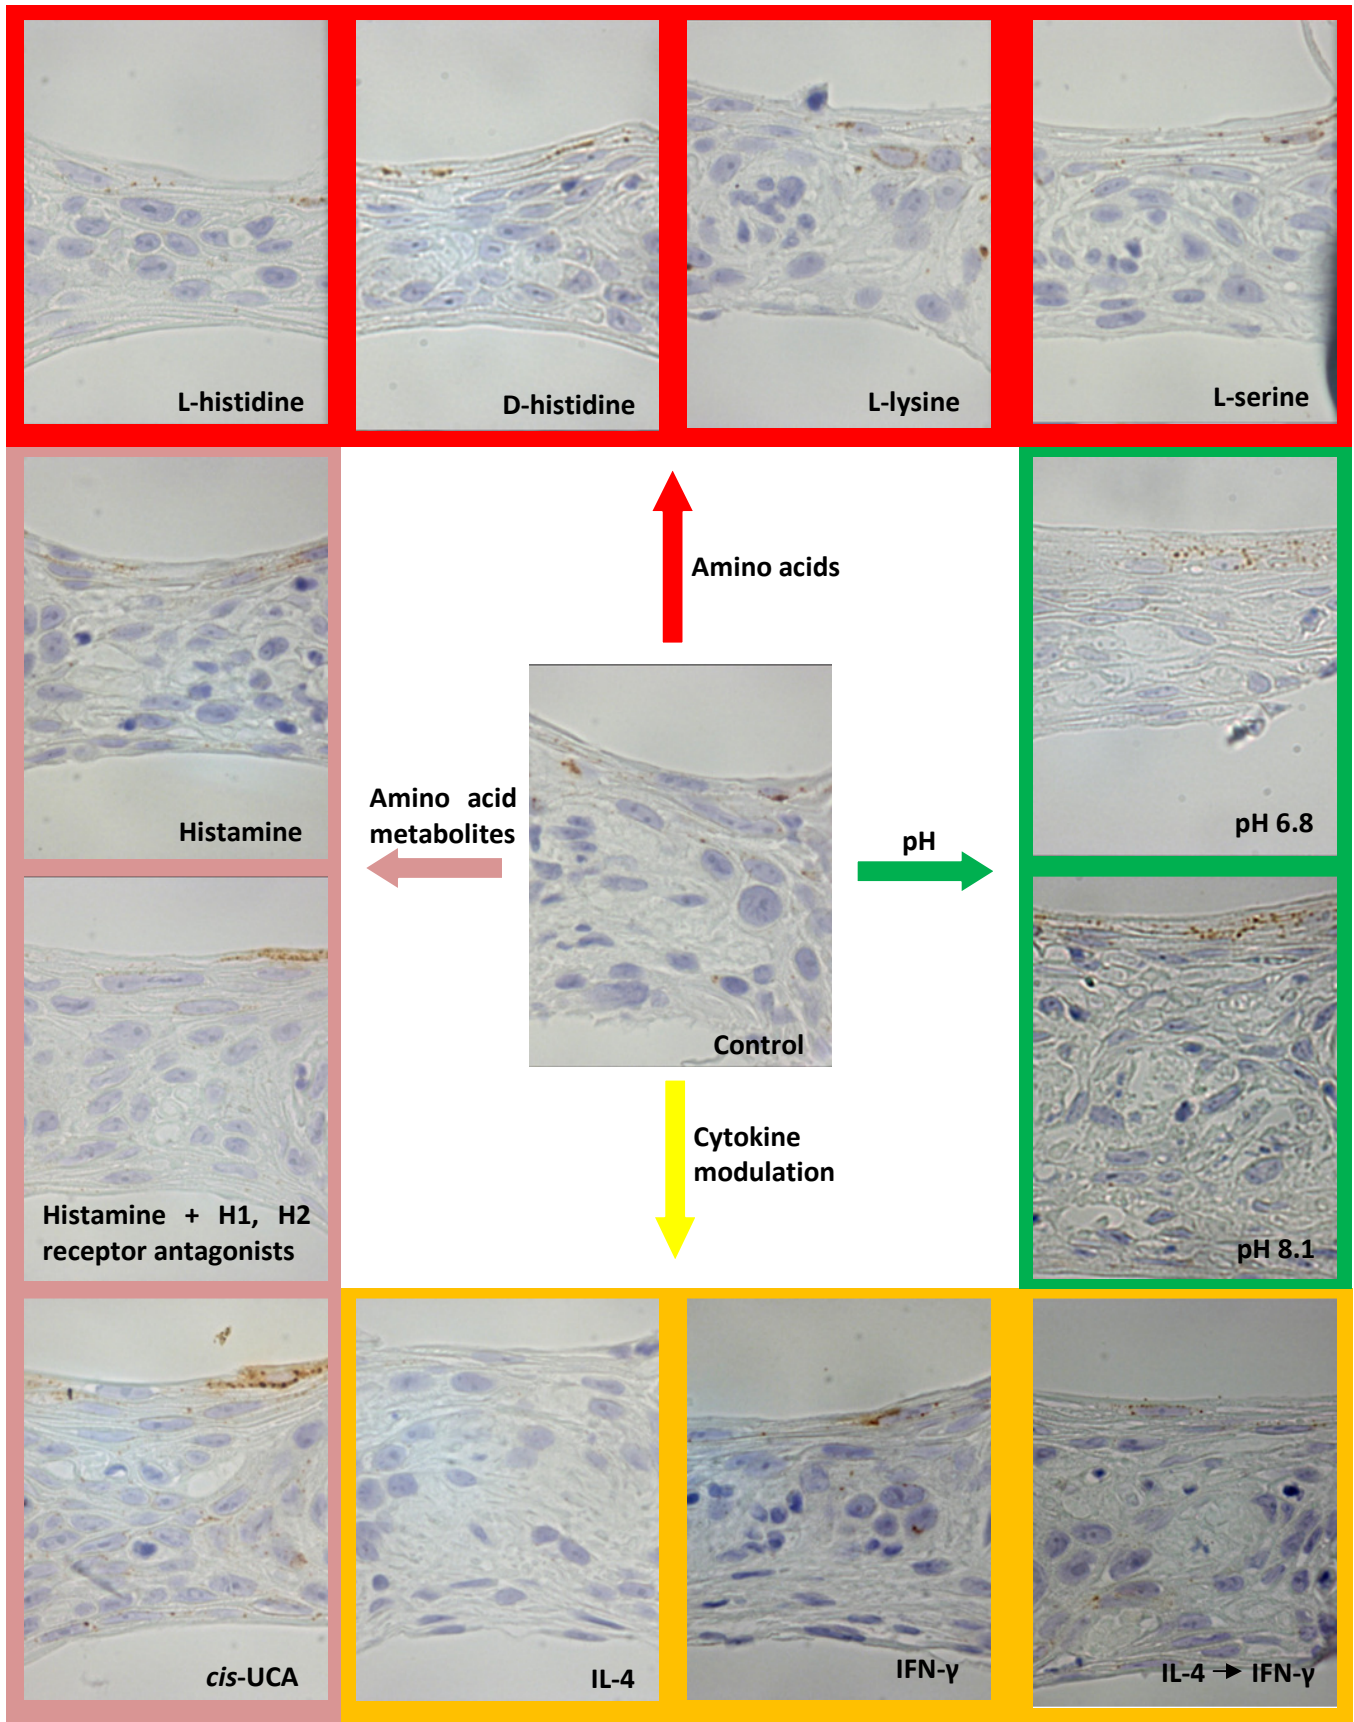 L-histidine
D-histidine
L-lysine
L-serine
Amino acids
Histamine
pH 6.8
Amino acid
metabolites
pH
Control
Histamine + H1, H2
receptor antagonists
Cytokine
modulation
pH 8.1
cis-UCA
IL-4
IFN-γ
IL-4 → IFN-γ